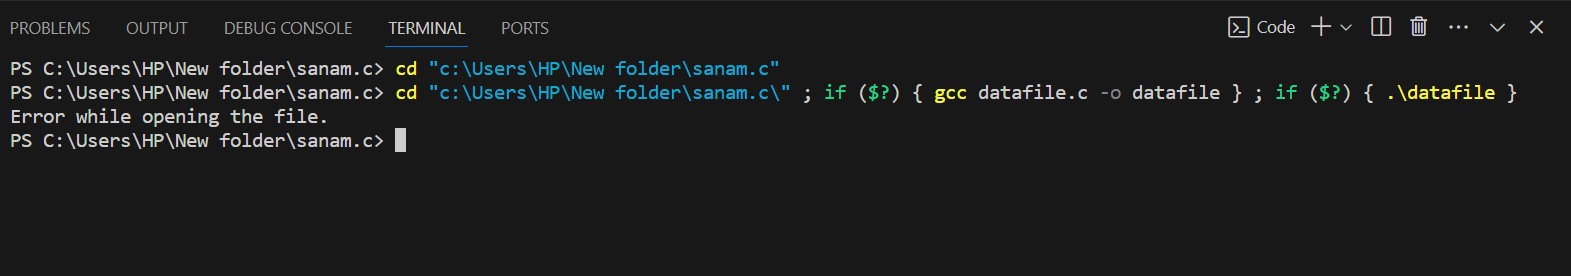 PROBLEMS OUTPUT DEBUG CONSOLE TERMINAL PORTS Code
PS C:\Users\HP\New folder\sanam.c> cd "c:\Users\HP\New folder\sanam.c"
PS C:\Users\HP\New folder\sanam.c> cd "c:\Users\HP\New folder\sanam.c\" ; if ($?) { gcc datafile.c -o datafile } ; if ($?) { .\datafile }
Error while opening the file.
PS C:\Users\HP\New folder\sanam.c>